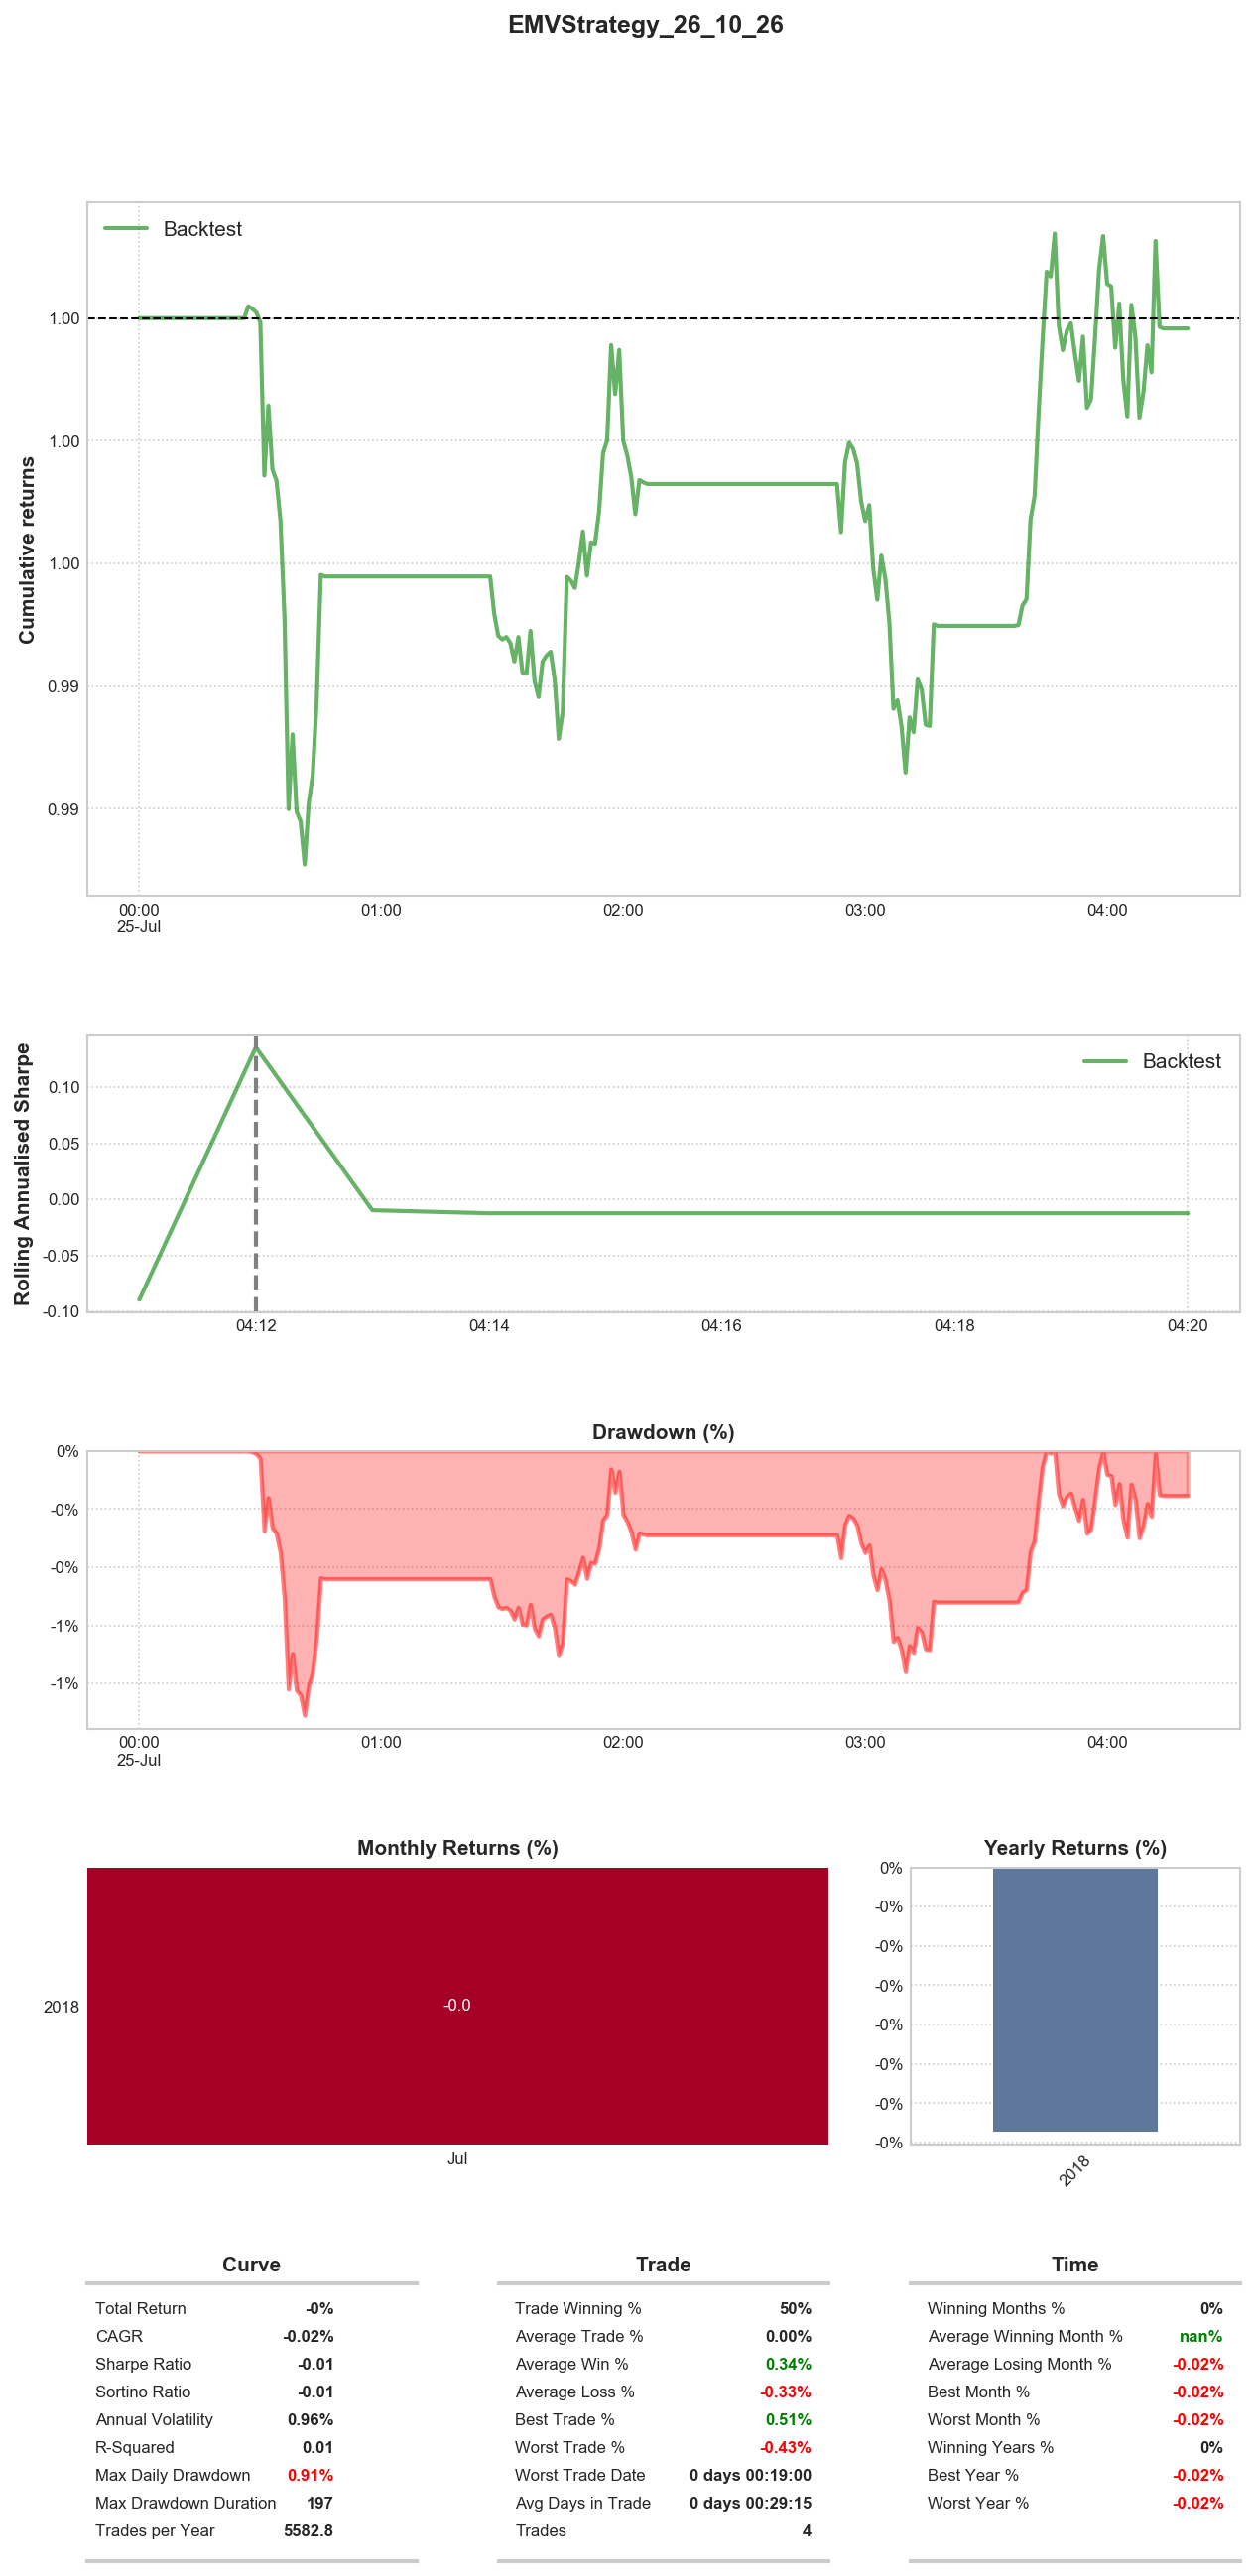 EMVStrategy_26_10_26
Backtest
Cumulative returns
1.00
1.00
1.00
0.99
0.99
00:00
25-Jul
01:00
02:00
03:00
04:00
Rolling Annualised Sharpe
Backtest
0.10
0.05
0.00
-0.05
-0.10
04:12
04:14
04:16
04:18
04:20
Drawdown (%)
0%
-0%
-0%
-1%
-1%
00:00
25-Jul
01:00
02:00
03:00
04:00
Monthly Returns (%)
2018
-0.0
Jul
Yearly Returns (%)
0%
-0%
-0%
-0%
-0%
-0%
-0%
-0%
2018
Curve
Total Return -0%
CAGR -0.02%
Sharpe Ratio -0.01
Sortino Ratio -0.01
Annual Volatility 0.96%
R-Squared 0.01
Max Daily Drawdown 0.91%
Max Drawdown Duration 197
Trades per Year 5582.8
Trade
Trade Winning % 50%
Average Trade % 0.00%
Average Win % 0.34%
Average Loss % -0.33%
Best Trade % 0.51%
Worst Trade % -0.43%
Worst Trade Date 0 days 00:19:00
Avg Days in Trade 0 days 00:29:15
Trades 4
Time
Winning Months % 0%
Average Winning Month % nan%
Average Losing Month % -0.02%
Best Month % -0.02%
Worst Month % -0.02%
Winning Years % 0%
Best Year % -0.02%
Worst Year % -0.02%